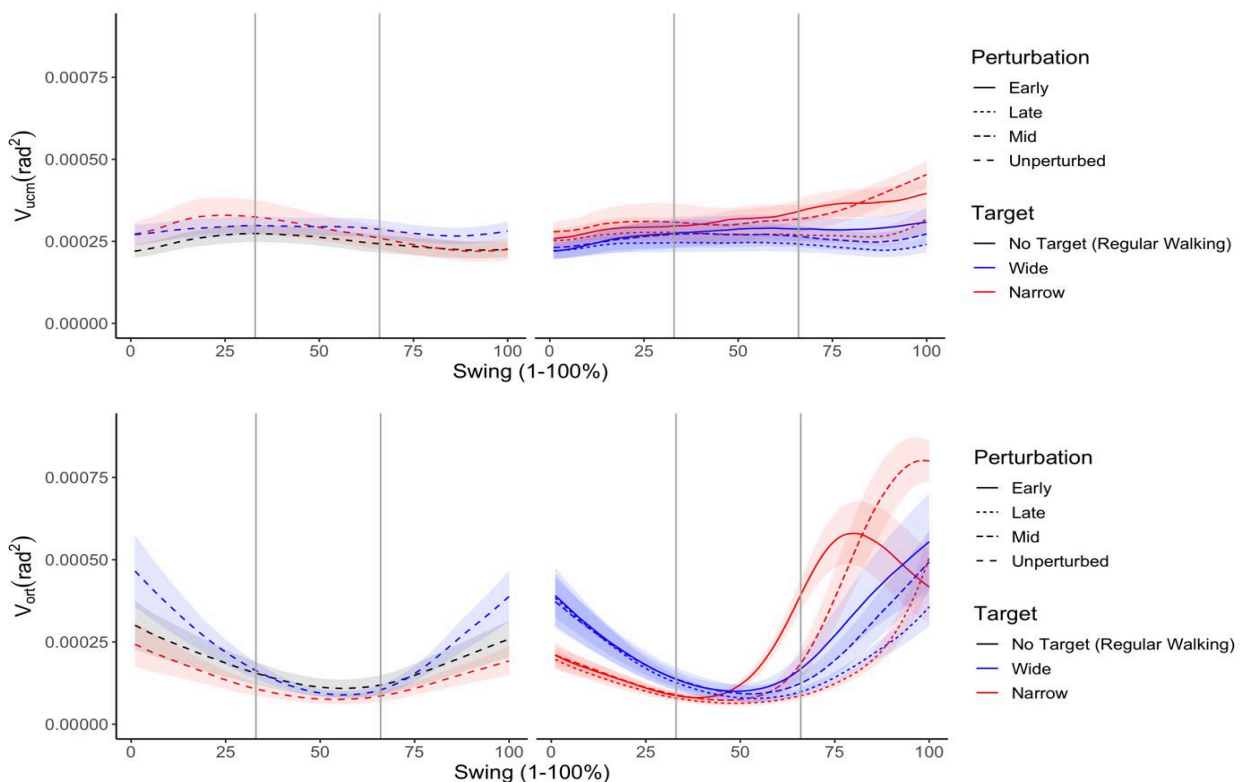 Vucm(rad2)
0.00075
0.00050
0.00025
0.00000
0 25 50 75 100 0 25 50 75 100
Swing (1-100%)
Perturbation
Early
Late
Mid
Unperturbed
Target
No Target (Regular Walking)
Wide
Narrow
Vort(rad2)
0.00075
0.00050
0.00025
0.00000
0 25 50 75 100 0 25 50 75 100
Swing (1-100%)
Perturbation
Early
Late
Mid
Unperturbed
Target
No Target (Regular Walking)
Wide
Narrow